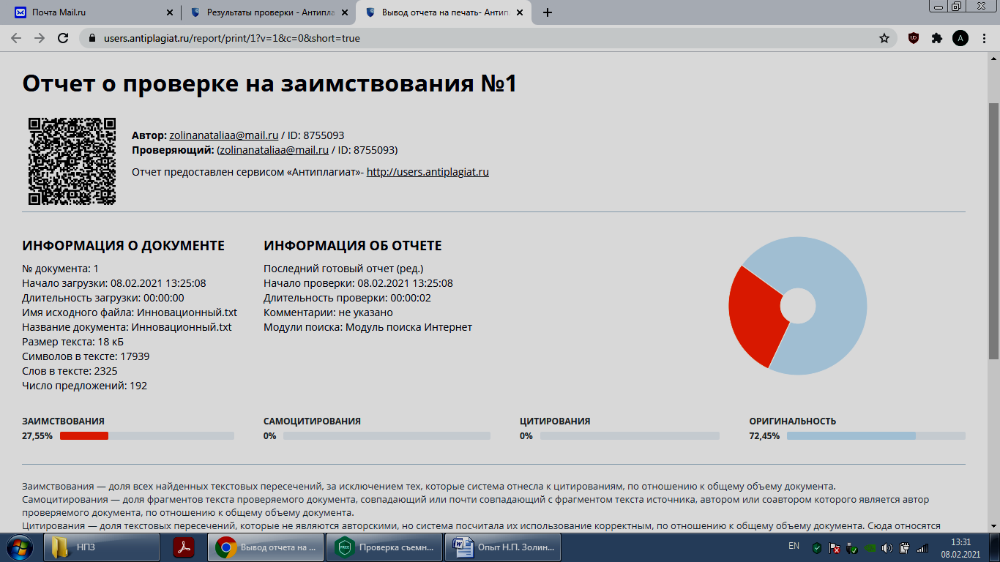 Почта Mail.ru
Результаты проверки - Антипла
Вывод отчета на печать- Антип
users.antiplagiat.ru/report/print/1?v=1&c=0&short=true
A
Отчет о проверке на заимствования №1
Автор: zolinanataliaa@mail.ru / ID: 8755093
Проверяющий: (zolinanataliaa@mail.ru / ID: 8755093)
Отчет предоставлен сервисом «Антиплагиат»- http://users.antiplagiat.ru
ИНФОРМАЦИЯ О ДОКУМЕНТЕ
№ документа: 1
Начало загрузки: 08.02.2021 13:25:08
Длительность загрузки: 00:00:00
Имя исходного файла: Инновационный.txt
Название документа: Инновационный.txt
Размер текста: 18 кБ
Символов в тексте: 17939
Слов в тексте: 2325
Число предложений: 192
ИНФОРМАЦИЯ ОБ ОТЧЕТЕ
Последний готовый отчет (ред.)
Начало проверки: 08.02.2021 13:25:08
Длительность проверки: 00:00:02
Комментарии: не указано
Модули поиска: Модуль поиска Интернет
ЗАИМСТВОВАНИЯ
27,55%
САМОЦИТИРОВАНИЯ
0%
ЦИТИРОВАНИЯ
0%
ОРИГИНАЛЬНОСТЬ
72,45%
Заимствования — доля всех найденных текстовых пересечений, за исключением тех, которые система отнесла к цитированиям, по отношению к общему объему документа.
Самоцитирования — доля фрагментов текста проверяемого документа, совпадающий или почти совпадающий с фрагментом текста источника, автором или соавтором которого является автор
проверяемого документа, по отношению к общему объему документа.
Цитирования — доля текстовых пересечений, которые не являются авторскими, но система посчитала их использование корректным, по отношению к общему объему документа. Сюда относятся
НПЗ
Вывод отчета на ...
FREE
Проверка съемн...
Опыт Н.П. Золин...
EN
13:31
08.02.2021